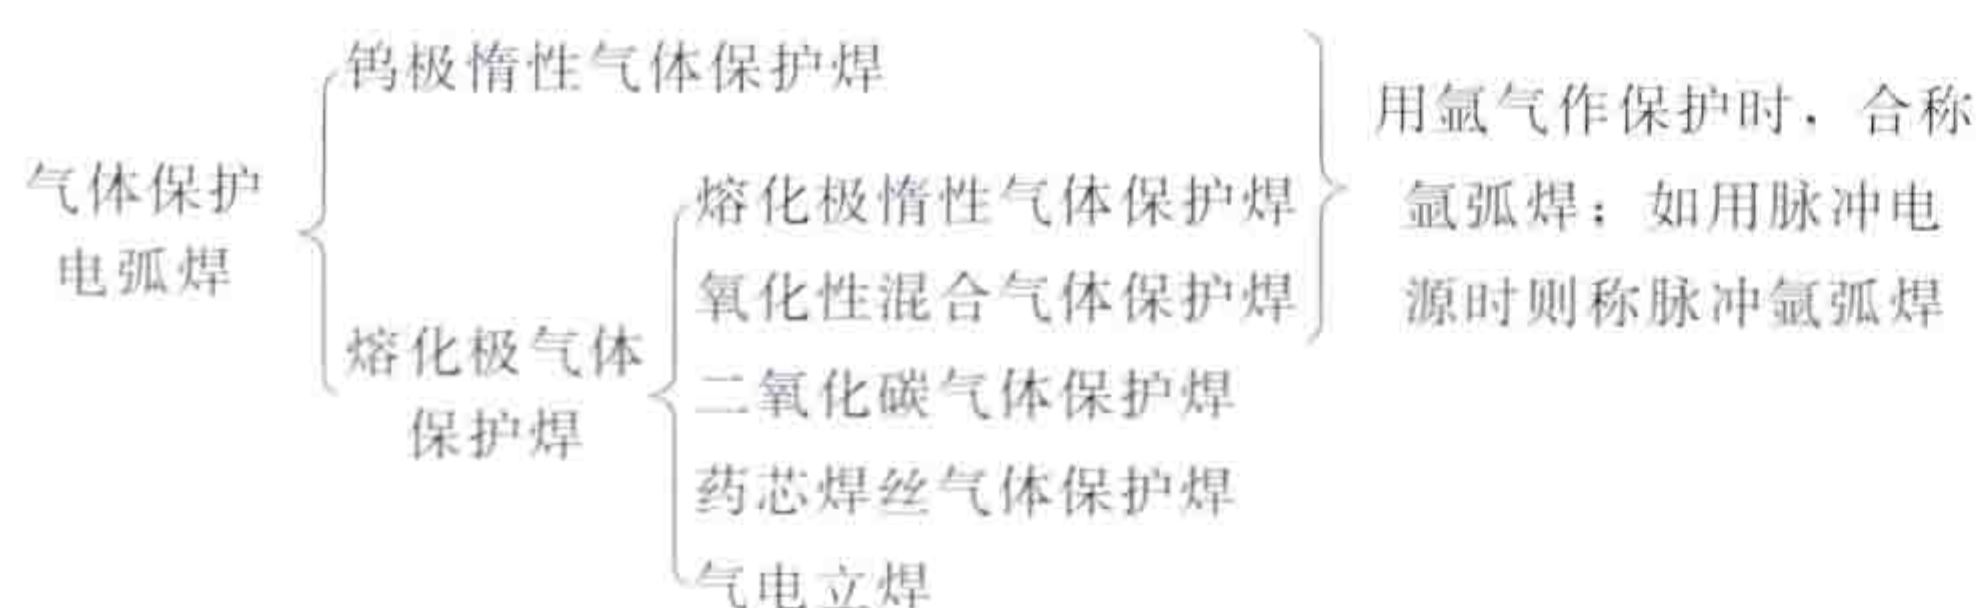 气体保护
电弧焊
钨极惰性气体保护焊
熔化极气体
保护焊
熔化极惰性气体保护焊
氧化性混合气体保护焊
二氧化碳气体保护焊
药芯焊丝气体保护焊
气电立焊
用氩气作保护时，合称
氩弧焊；如用脉冲电
源时则称脉冲氩弧焊